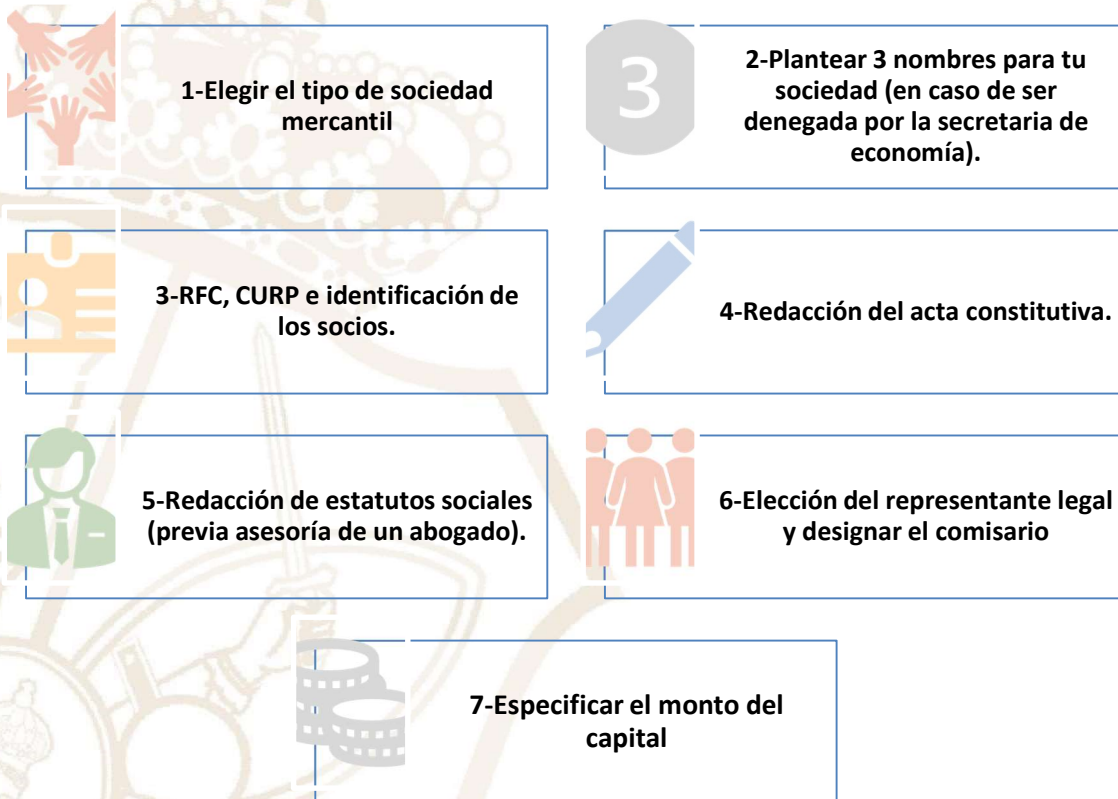 1-Elegir el tipo de sociedad
mercantil
3
2-Plantear 3 nombres para tu
sociedad (en caso de ser
denegada por la secretaria de
economía).
3-RFC, CURP e identificación de
los socios.
4-Redacción del acta constitutiva.
5-Redacción de estatutos sociales
(previa asesoría de un abogado).
6-Elección del representante legal
y designar el comisario
7-Especificar el monto del
capital